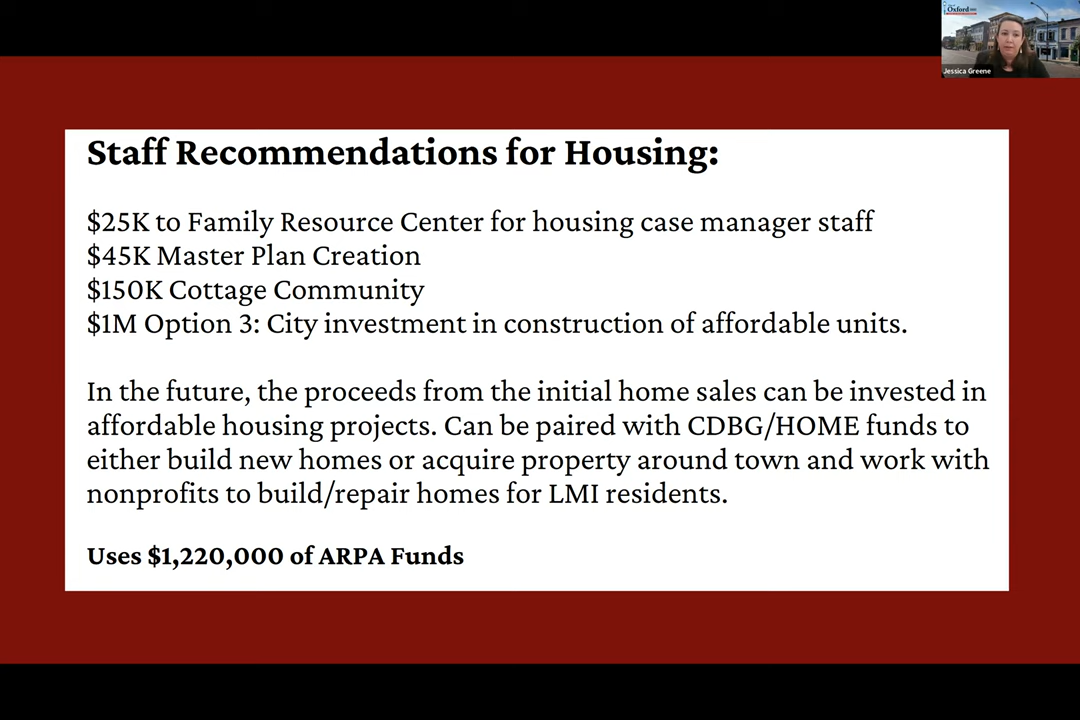 Oxford
Jessica Greene
Staff Recommendations for Housing:
$25K to Family Resource Center for housing case manager staff
$45K Master Plan Creation
$150K Cottage Community
$1M Option 3: City investment in construction of affordable units.
In the future, the proceeds from the initial home sales can be invested in
affordable housing projects. Can be paired with CDBG/HOME funds to
either build new homes or acquire property around town and work with
nonprofits to build/repair homes for LMI residents.
Uses $1,220,000 of ARPA Funds